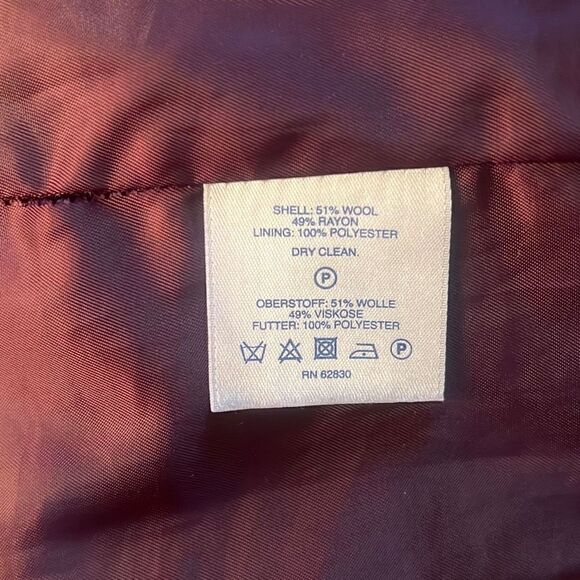 SHELL: 51% WOOL
49% RAYON
LINING: 100% POLYESTER
DRY CLEAN.
P
OBERSTOFF: 51% WOLLE
49% VISKOSE
FUTTER: 100% POLYESTER
P
RN 62830